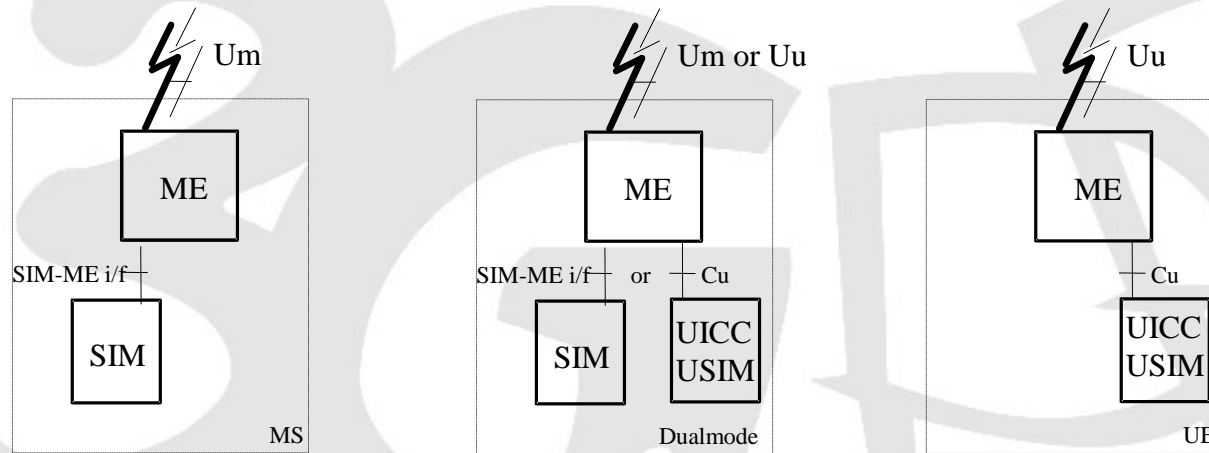 Um
ME
SIM-ME i/f
SIM
MS
Um or Uu
ME
SIM-ME i/f or Cu
SIM
UICC
USIM
Dualmode
Uu
ME
Cu
UICC
USIM
UE